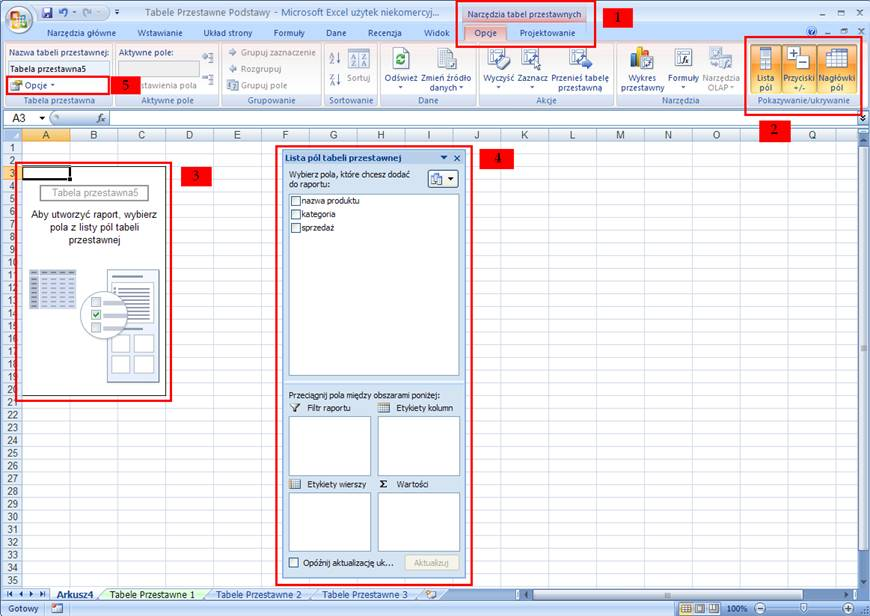 Tabele Przestawne Podstawy - Microsoft Excel użytek niekomercyj...
Narzędzia tabel przestawnych
1
Narzędzia główne Wstawianie Układ strony Formuły Dane Recenzja Widok Opcje Projektowanie
Nazwa tabeli przestawnej:
Tabela przestawna5
Opcje
Tabela przestawna
5
Aktywne pole:
stawienia pola
Aktywne pole
Grupuj zaznaczenie
Rozgrupuj
Grupuj pole
Grupowanie
Sortuj
Sortowanie
Odśwież Zmień źródło danych
Dane
Wyczyść Zaznacz Przenieś tabelę przestawną
Akcje
Wykres przestawny Formuły Narzędzia OLAP
Narzędzia
Lista pól Przyciski +/- Nagłówki pól
Pokazywanie/ukrywanie
2
A3 fx
A B C D E F G H I J K L M N O Q
1
2
3
4
5
6
7
8
9
10
11
12
13
14
15
16
17
18
19
20
21
22
23
24
25
26
27
28
29
30
31
32
33
34
35
3
Tabela przestawna5
Aby utworzyć raport, wybierz
pola z listy pól tabeli
przestawnej
4
Lista pól tabeli przestawnej
Wybierz pola, które chcesz dodać
do raportu:
nazwa produktu
kategoria
sprzedaż
Przeciągnij pola między obszarami poniżej:
Filtr raportu Etykiety kolumn
Etykiety wierszy Σ Wartości
Opóźnij aktualizację uk... Aktualizuj
Arkusz4 Tabele Przestawne 1 Tabele Przestawne 2 Tabele Przestawne 3
Gotowy 100%